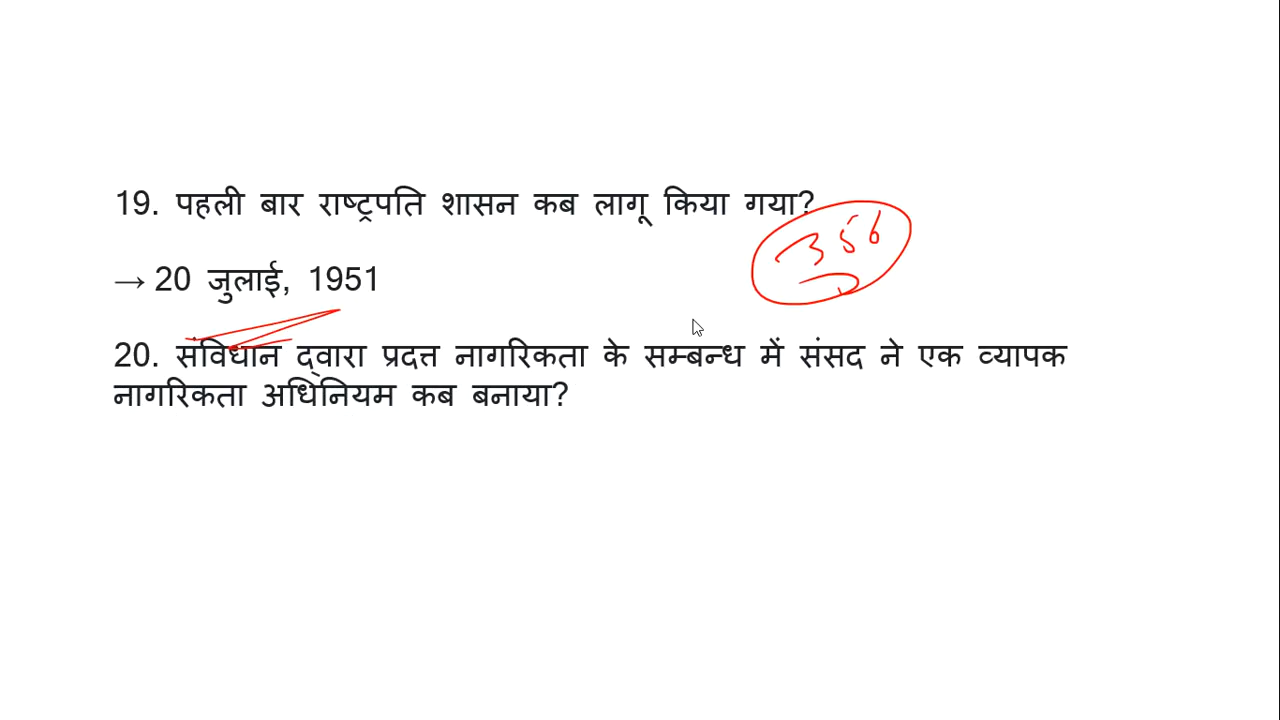 19. पहली बार राष्ट्रपति शासन कब लागू किया गया?
356
→ 20 जुलाई, 1951
20. संविधान द्वारा प्रदत्त नागरिकता के सम्बन्ध में संसद ने एक व्यापक
नागरिकता अधिनियम कब बनाया?